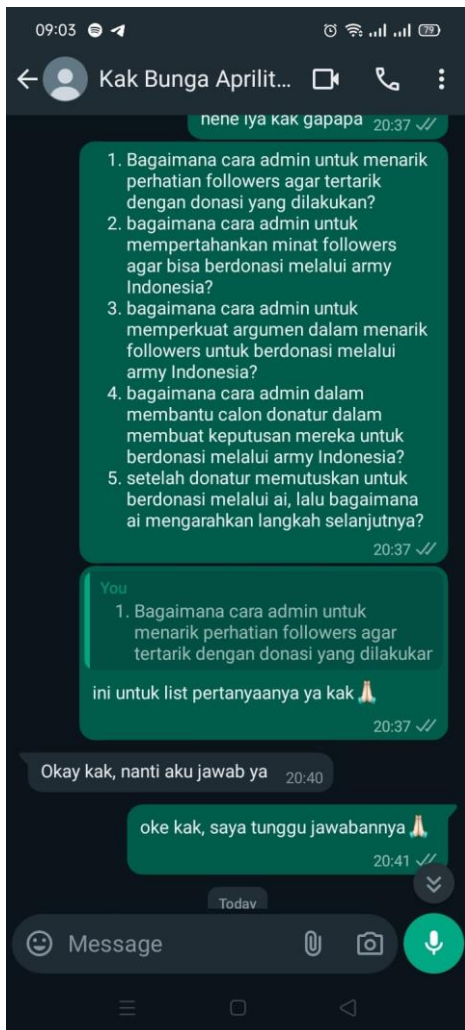 09:03
79
Kak Bunga Aprilit...
hehe iya kak gapapa 20:37
1. Bagaimana cara admin untuk menarik
perhatian followers agar tertarik
dengan donasi yang dilakukan?
2. bagaimana cara admin untuk
mempertahankan minat followers
agar bisa berdonasi melalui army
Indonesia?
3. bagaimana cara admin untuk
memperkuat argumen dalam menarik
followers untuk berdonasi melalui
army Indonesia?
4. bagaimana cara admin dalam
membantu calon donatur dalam
membuat keputusan mereka untuk
berdonasi melalui army Indonesia?
5. setelah donatur memutuskan untuk
berdonasi melalui ai, lalu bagaimana
ai mengarahkan langkah selanjutnya?
20:37
You
1. Bagaimana cara admin untuk
menarik perhatian followers agar
tertarik dengan donasi yang dilakukar
ini untuk list pertanyaanya ya kak🙏🏻
20:37
Okay kak, nanti aku jawab ya 20:40
oke kak, saya tunggu jawabannya🙏🏻
20:41
Today
Message